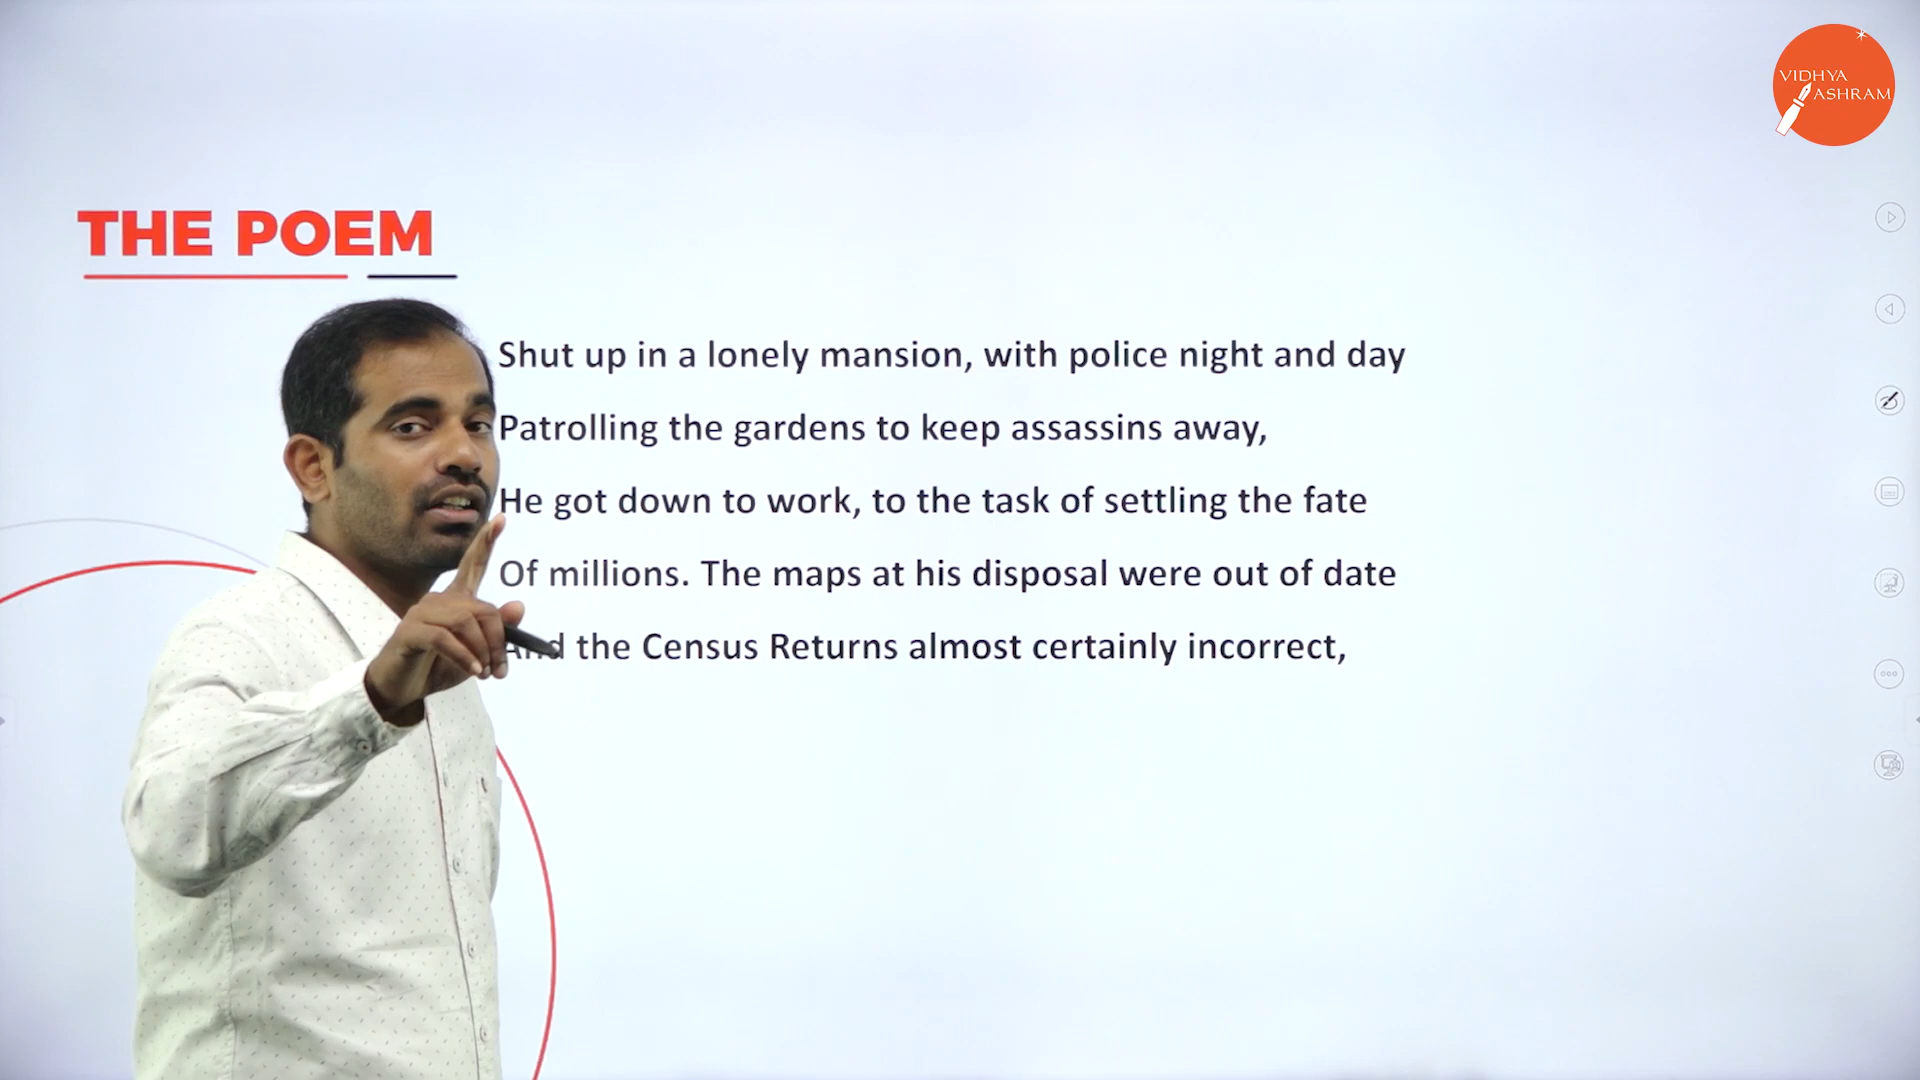 VIDHYA
ASHRAM
THE POEM
Shut up in a lonely mansion, with police night and day
Patrolling the gardens to keep assassins away,
He got down to work, to the task of settling the fate
Of millions. The maps at his disposal were out of date
And the Census Returns almost certainly incorrect,